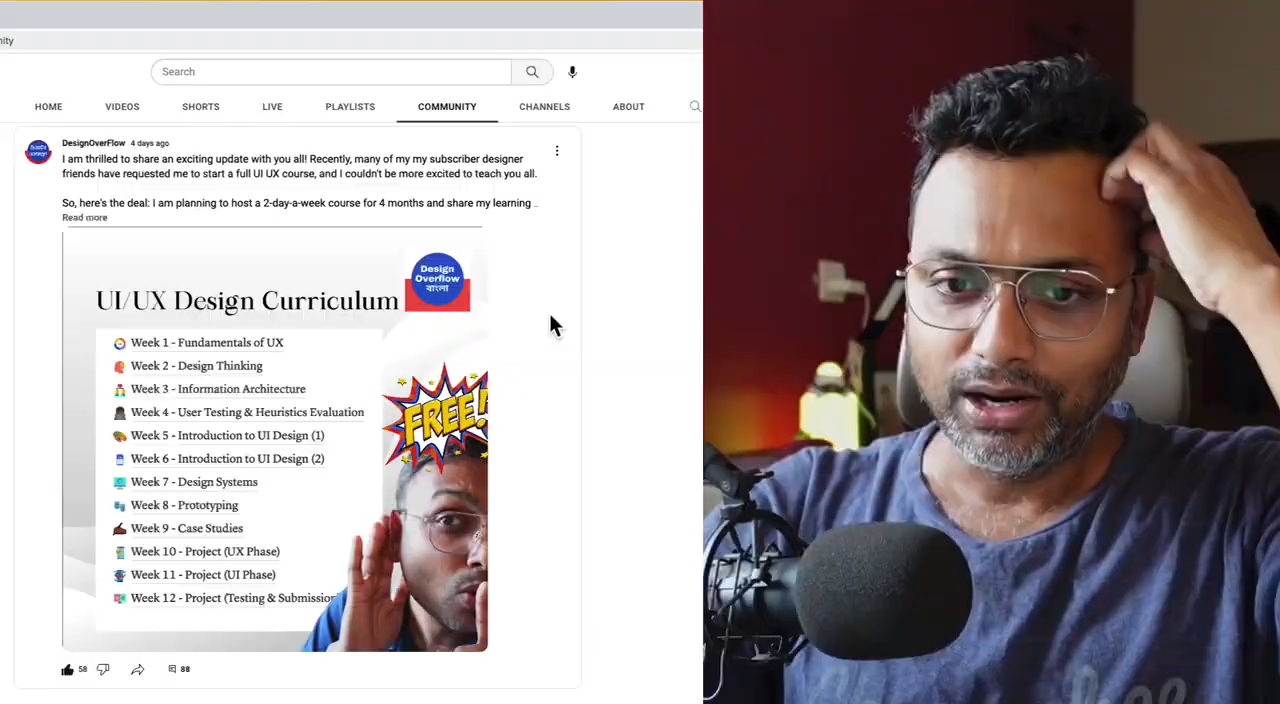 nity
Search
HOME
VIDEOS
SHORTS
LIVE
PLAYLISTS
COMMUNITY
CHANNELS
ABOUT
DesignOverFlow 4 days ago
I am thrilled to share an exciting update with you all! Recently, many of my my subscriber designer
friends have requested me to start a full UI UX course, and I couldn't be more excited to teach you all.
So, here's the deal: I am planning to host a 2-day-a-week course for 4 months and share my learning ..
Read more
Design
Overflow
বাংলা
UI/UX Design Curriculum
Week 1 - Fundamentals of UX
Week 2 - Design Thinking
Week 3 - Information Architecture
Week 4 - User Testing & Heuristics Evaluation
Week 5 - Introduction to UI Design (1)
Week 6 - Introduction to UI Design (2)
Week 7 - Design Systems
Week 8 - Prototyping
Week 9 - Case Studies
Week 10 - Project (UX Phase)
Week 11 - Project (UI Phase)
Week 12 - Project (Testing & Submission
FREE!
58
88